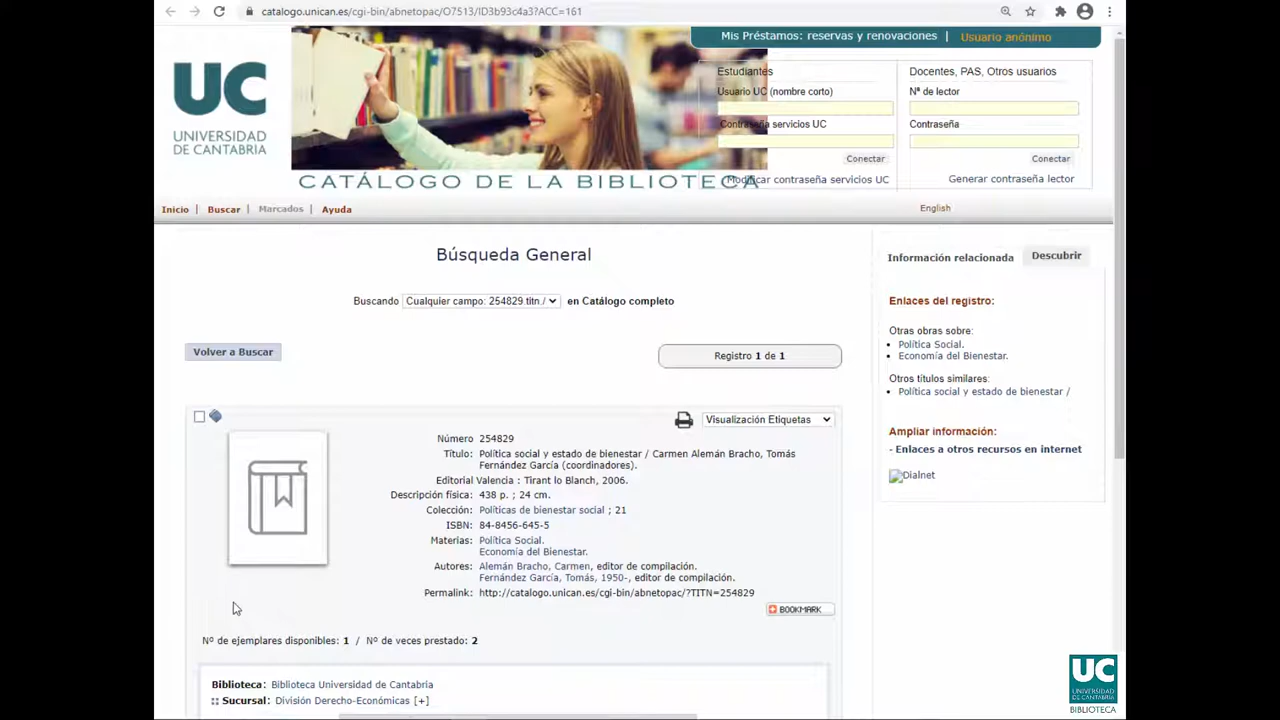 catalogo.unican.es/cgi-bin/abnetopac/O7513/ID3b93c4a3?ACC=161
Mis Préstamos: reservas y renovaciones | Usuario anónimo
UC
UNIVERSIDAD
DE CANTABRIA
Estudiantes
Usuario UC (nombre corto)
Contraseña servicios UC
Conectar
Modificar contraseña servicios UC
Docentes, PAS, Otros usuarios
Nº de lector
Contraseña
Conectar
Generar contraseña lector
CATÁLOGO DE LA BIBLIOTECA
Inicio | Buscar | Marcados | Ayuda
English
Búsqueda General
Buscando Cualquier campo: 254829 titn./ en Catálogo completo
Volver a Buscar
Registro 1 de 1
Visualización Etiquetas
Número 254829
Título: Política social y estado de bienestar / Carmen Alemán Bracho, Tomás
Fernández García (coordinadores).
Editorial Valencia : Tirant lo Blanch, 2006.
Descripción física: 438 p. ; 24 cm.
Colección: Políticas de bienestar social ; 21
ISBN: 84-8456-645-5
Materias: Política Social.
Economía del Bienestar.
Autores: Alemán Bracho, Carmen, editor de compilación.
Fernández García, Tomás, 1950-, editor de compilación.
Permalink: http://catalogo.unican.es/cgi-bin/abnetopac/?TITN=254829
BOOKMARK
Nº de ejemplares disponibles: 1 / Nº de veces prestado: 2
Biblioteca: Biblioteca Universidad de Cantabria
Sucursal: División Derecho-Económicas [+]
Información relacionada
Descubrir
Enlaces del registro:
Otras obras sobre:
Política Social.
Economía del Bienestar.
Otros títulos similares:
Política social y estado de bienestar /
Ampliar información:
- Enlaces a otros recursos en internet
Dialnet
UC
UNIVERSIDAD
DE CANTABRIA
BIBLIOTECA